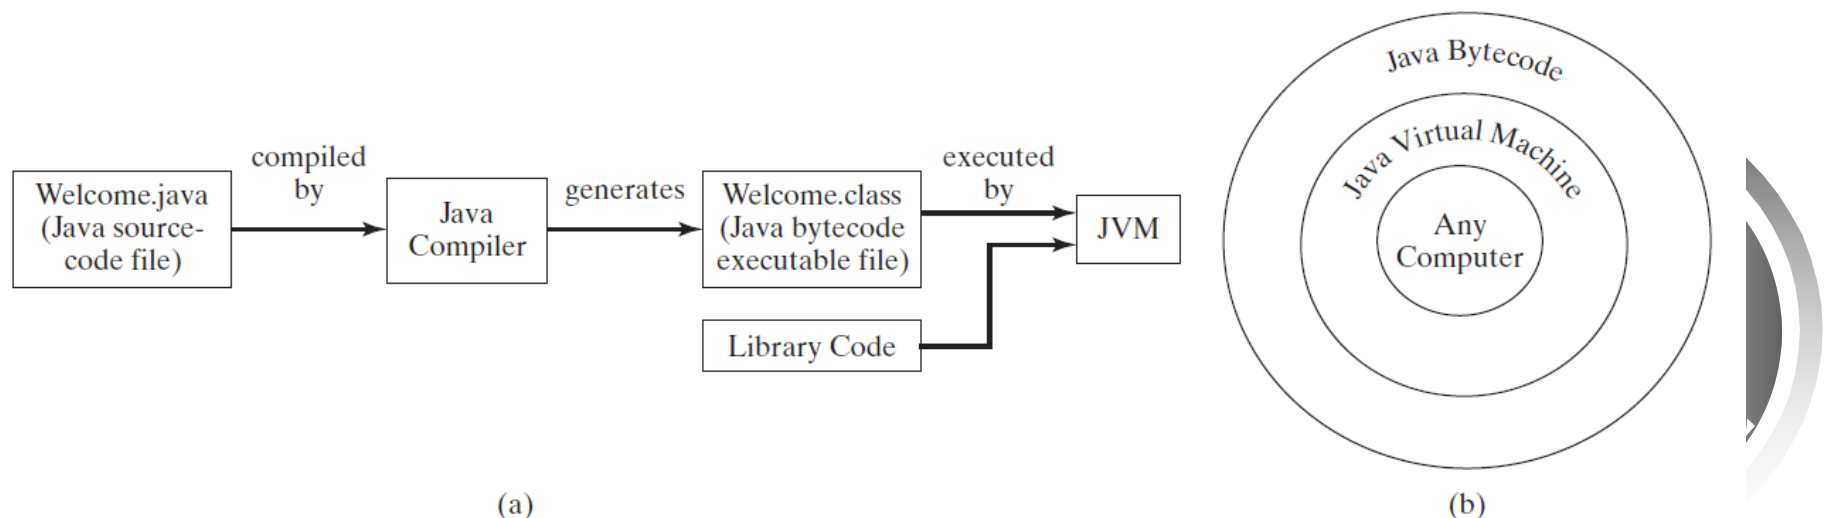 Welcome.java
(Java source-
code file)
compiled
by
Java
Compiler
generates
Welcome.class
(Java bytecode
executable file)
executed
by
JVM
Library Code
(a)
Java Bytecode
Java Virtual Machine
Any
Computer
(b)